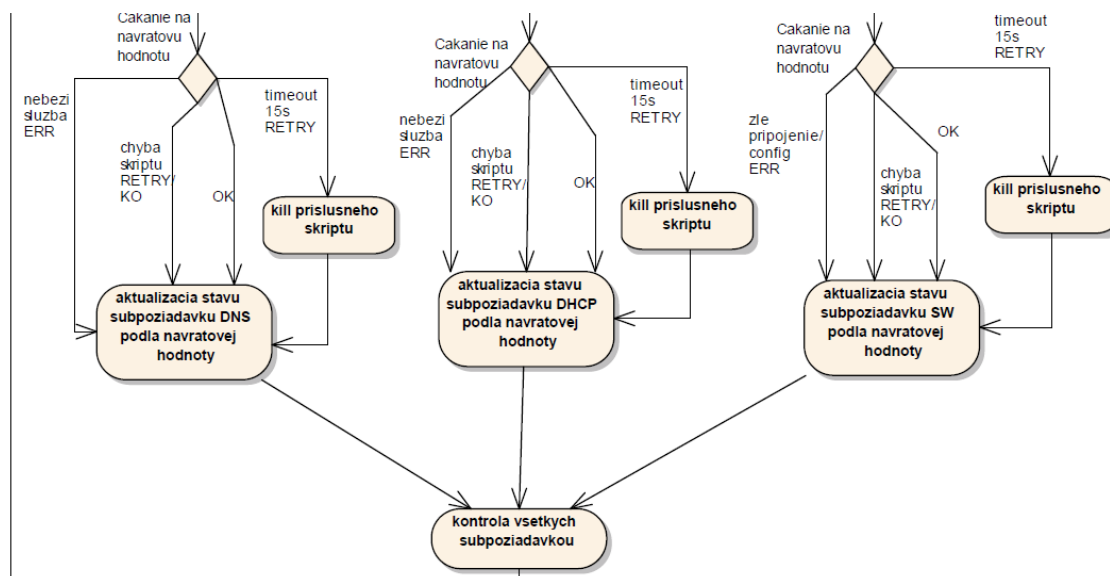 Cakanie na
navratovu
hodnotu
nebezi
sluzba
ERR
chyba
skriptu
RETRY/
KO
OK
timeout
15s
RETRY
kill prislusneho
skriptu
aktualizacia stavu
subpoziadavku DNS
podla navratovej
hodnoty
Cakanie na
navratovu
hodnotu
nebezi
sluzba
ERR
chyba
skriptu
RETRY/
KO
OK
timeout
15s
RETRY
kill prislusneho
skriptu
aktualizacia stavu
subpoziadavku DHCP
podla navratovej
hodnoty
Cakanie na
navratovu
hodnotu
zle
pripojenie/
config
ERR
chyba
skriptu
RETRY/
KO
OK
timeout
15s
RETRY
kill prislusneho
skriptu
aktualizacia stavu
subpoziadavku SW
podla navratovej
hodnoty
kontrola vsetkych
subpoziadavkou